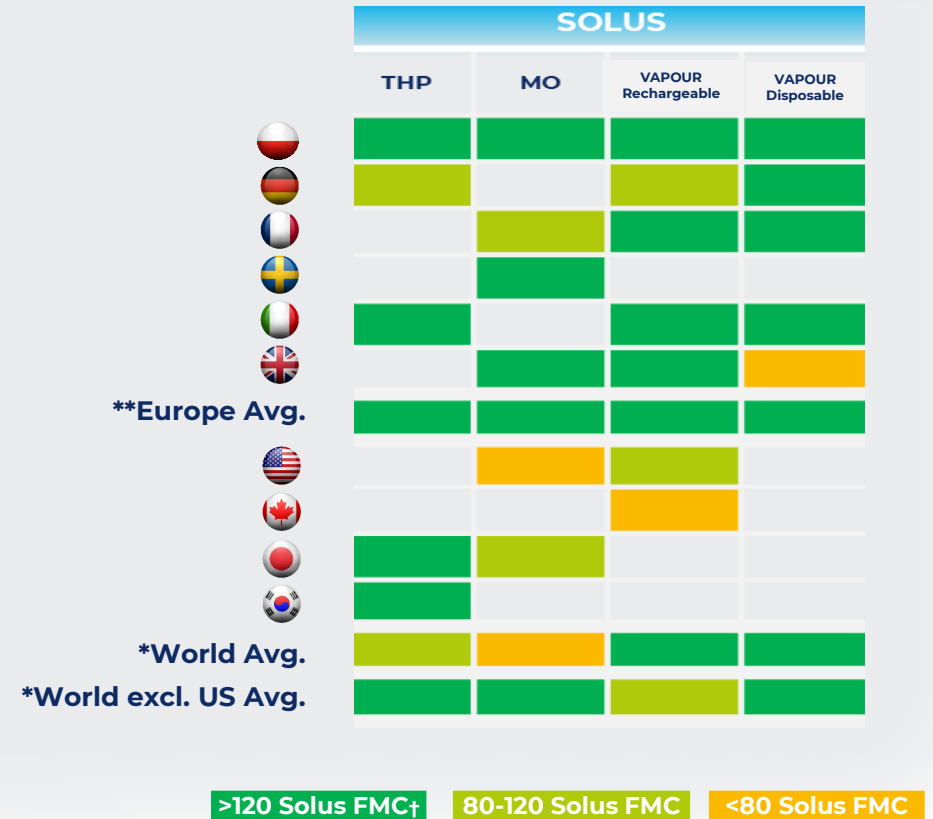 SOLUS
THP MO VAPOUR Rechargeable VAPOUR Disposable
**Europe Avg.
*World Avg.
*World excl. US Avg.
>120 Solus FMC† 80-120 Solus FMC <80 Solus FMC